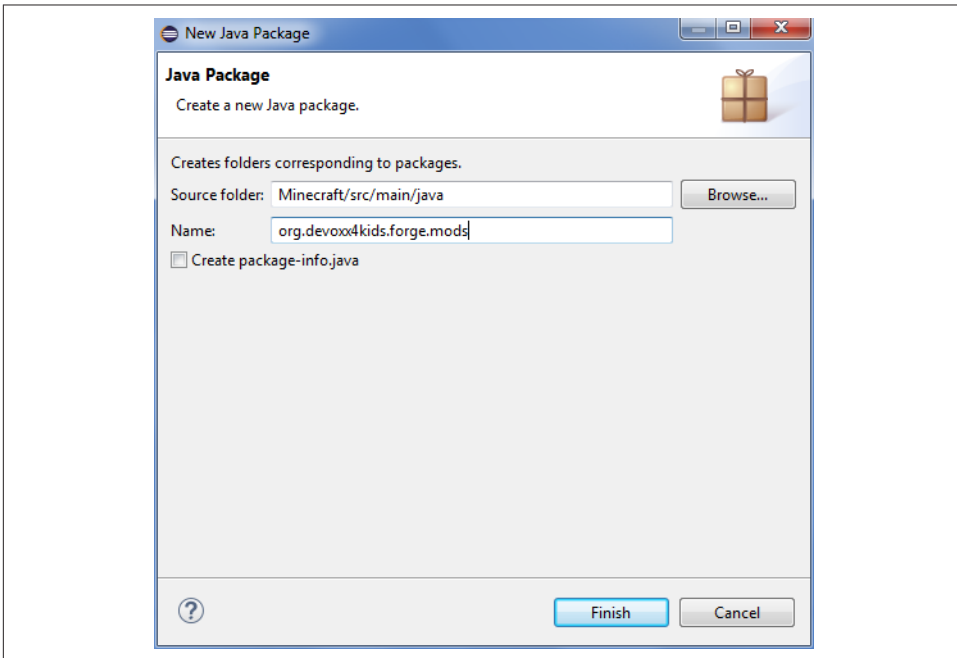 New Java Package
Java Package
Create a new Java package.
Creates folders corresponding to packages.
Source folder: Minecraft/src/main/java Browse...
Name: org.devoxx4kids.forge.mods
Create package-info.java
Finish Cancel